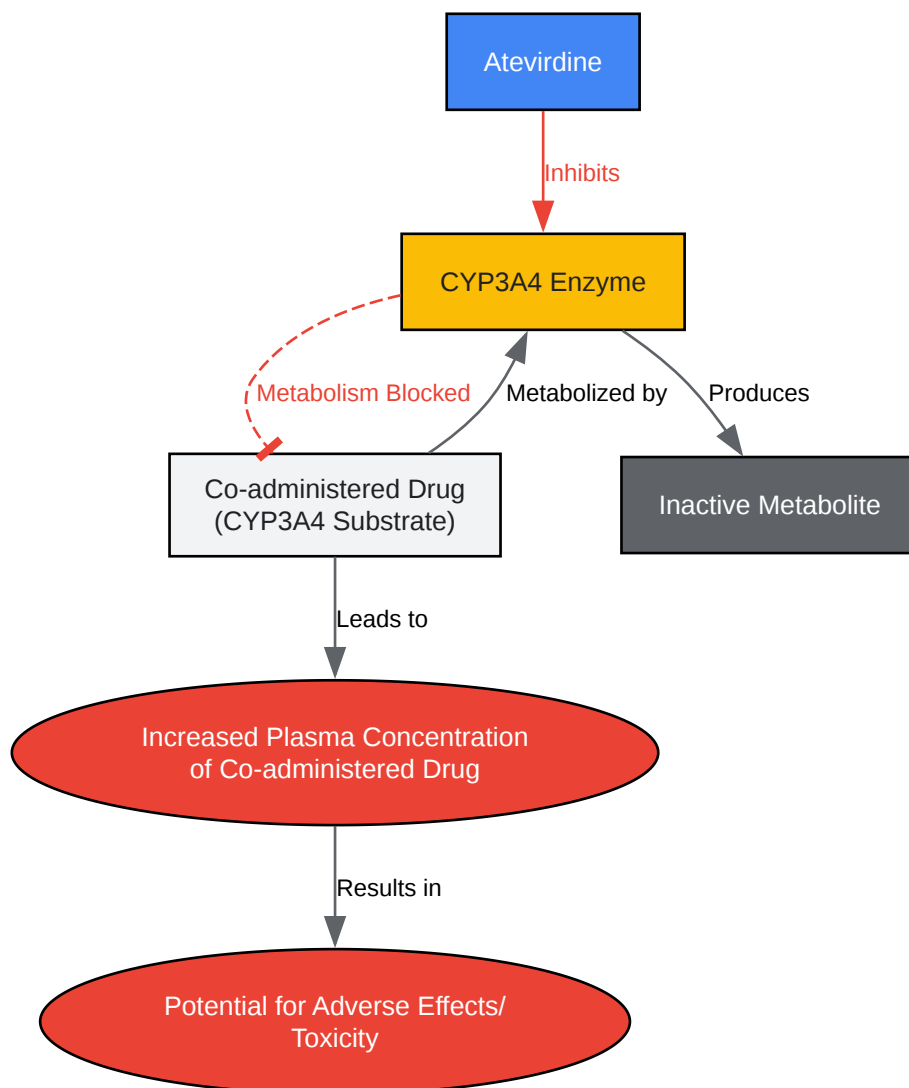 Atevirdine
Inhibits
CYP3A4 Enzyme
Metabolism Blocked
Metabolized by
Produces
Co-administered Drug
(CYP3A4 Substrate)
Inactive Metabolite
Leads to
Increased Plasma Concentration
of Co-administered Drug
Results in
Potential for Adverse Effects/
Toxicity